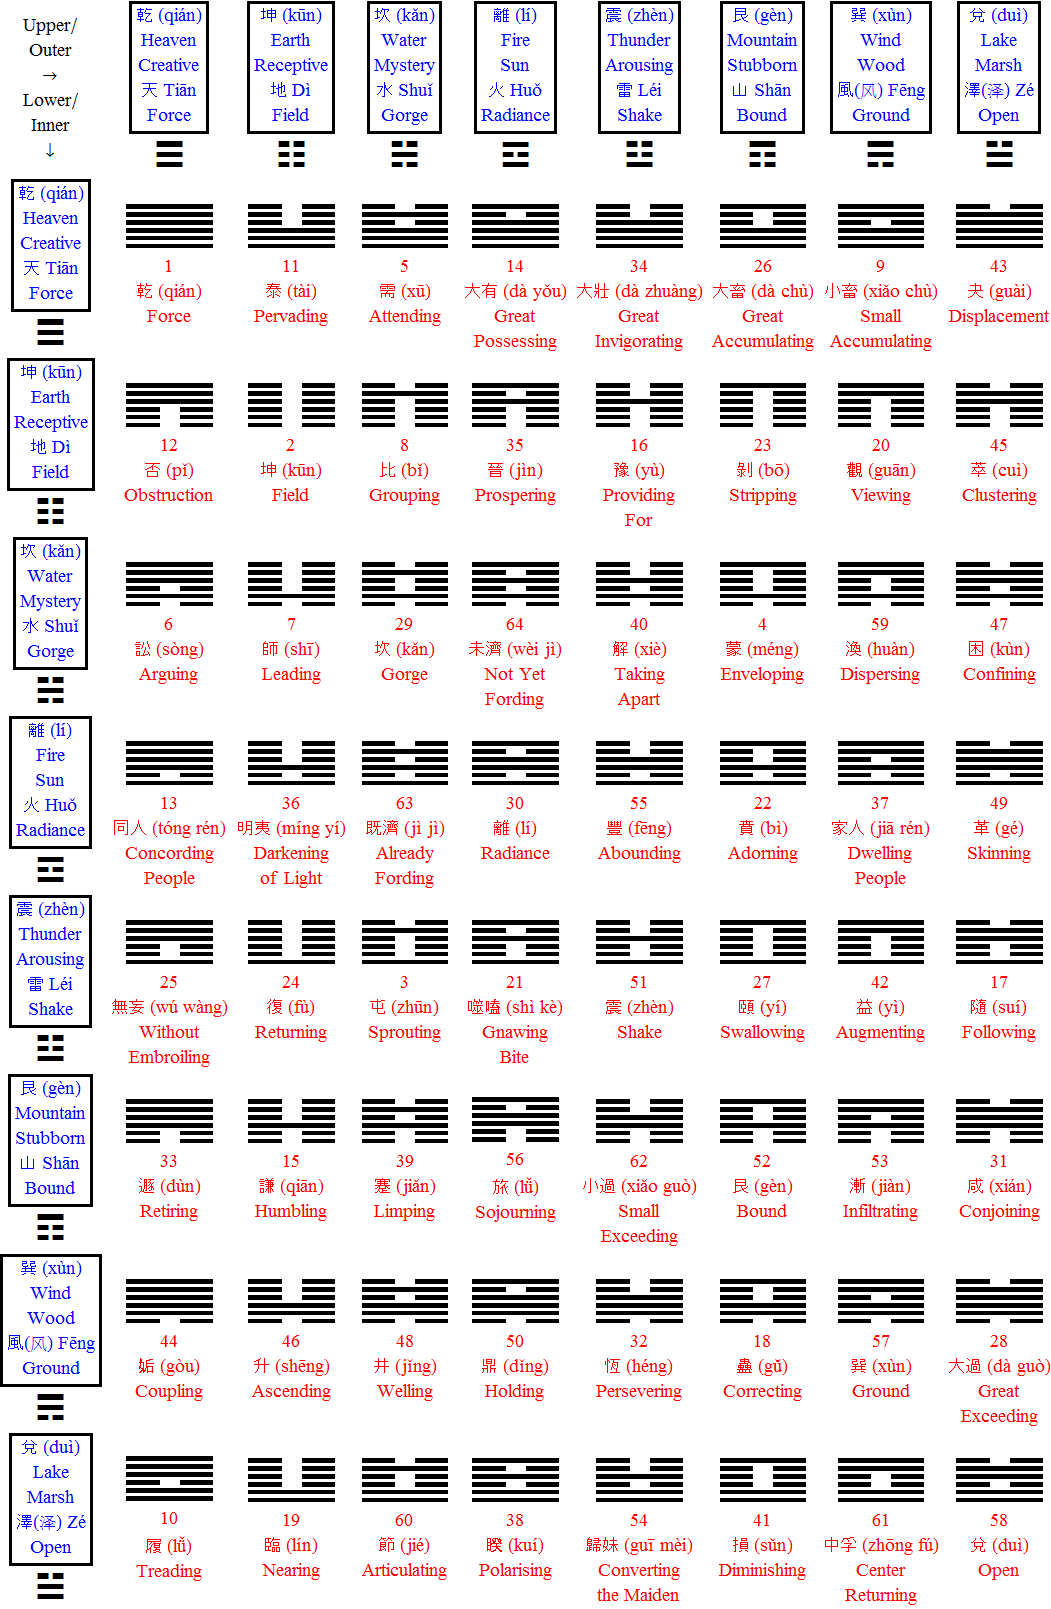 Upper/
Outer
→
Lower/
Inner
↓
乾 (qián)
Heaven
Creative
天 Tiān
Force
坤 (kūn)
Earth
Receptive
地 Dì
Field
坎 (kǎn)
Water
Mystery
水 Shuǐ
Gorge
離 (lí)
Fire
Sun
火 Huǒ
Radiance
震 (zhèn)
Thunder
Arousing
雷 Léi
Shake
艮 (gèn)
Mountain
Stubborn
山 Shān
Bound
巽 (xùn)
Wind
Wood
風(风) Fēng
Ground
兌 (duì)
Lake
Marsh
澤(泽) Zé
Open
乾 (qián)
Heaven
Creative
天 Tiān
Force
1
乾 (qián)
Force
11
泰 (tài)
Pervading
5
需 (xū)
Attending
14
大有 (dà yǒu)
Great
Possessing
34
大壯 (dà zhuàng)
Great
Invigorating
26
大畜 (dà chù)
Great
Accumulating
9
小畜 (xiǎo chù)
Small
Accumulating
43
夬 (guài)
Displacement
坤 (kūn)
Earth
Receptive
地 Dì
Field
12
否 (pǐ)
Obstruction
2
坤 (kūn)
Field
8
比 (bǐ)
Grouping
35
晉 (jìn)
Prospering
16
豫 (yù)
Providing
For
23
剝 (bō)
Stripping
20
觀 (guān)
Viewing
45
萃 (cuì)
Clustering
坎 (kǎn)
Water
Mystery
水 Shuǐ
Gorge
6
訟 (sòng)
Arguing
7
師 (shī)
Leading
29
坎 (kǎn)
Gorge
64
未濟 (wèi jì)
Not Yet
Fording
40
解 (xiè)
Taking
Apart
4
蒙 (méng)
Enveloping
59
渙 (huàn)
Dispersing
47
困 (kùn)
Confining
離 (lí)
Fire
Sun
火 Huǒ
Radiance
13
同人 (tóng rén)
Concording
People
36
明夷 (míng yí)
Darkening
of Light
63
既濟 (jì jì)
Already
Fording
30
離 (lí)
Radiance
55
豐 (fēng)
Abounding
22
賁 (bì)
Adorning
37
家人 (jiā rén)
Dwelling
People
49
革 (gé)
Skinning
震 (zhèn)
Thunder
Arousing
雷 Léi
Shake
25
無妄 (wú wàng)
Without
Embroiling
24
復 (fù)
Returning
3
屯 (zhūn)
Sprouting
21
噬嗑 (shì kè)
Gnawing
Bite
51
震 (zhèn)
Shake
27
頤 (yí)
Swallowing
42
益 (yì)
Augmenting
17
隨 (suí)
Following
艮 (gèn)
Mountain
Stubborn
山 Shān
Bound
33
遯 (dùn)
Retiring
15
謙 (qiān)
Humbling
39
蹇 (jiǎn)
Limping
56
旅 (lǚ)
Sojourning
62
小過 (xiǎo guò)
Small
Exceeding
52
艮 (gèn)
Bound
53
漸 (jiàn)
Infiltrating
31
咸 (xián)
Conjoining
巽 (xùn)
Wind
Wood
風(风) Fēng
Ground
44
姤 (gòu)
Coupling
46
升 (shēng)
Ascending
48
井 (jǐng)
Welling
50
鼎 (dǐng)
Holding
32
恆 (héng)
Persevering
18
蠱 (gǔ)
Correcting
57
巽 (xùn)
Ground
28
大過 (dà guò)
Great
Exceeding
兌 (duì)
Lake
Marsh
澤(泽) Zé
Open
10
履 (lǚ)
Treading
19
臨 (lín)
Nearing
60
節 (jié)
Articulating
38
睽 (kuí)
Polarising
54
歸妹 (guī mèi)
Converting
the Maiden
41
損 (sǔn)
Diminishing
61
中孚 (zhōng fú)
Center
Returning
58
兌 (duì)
Open